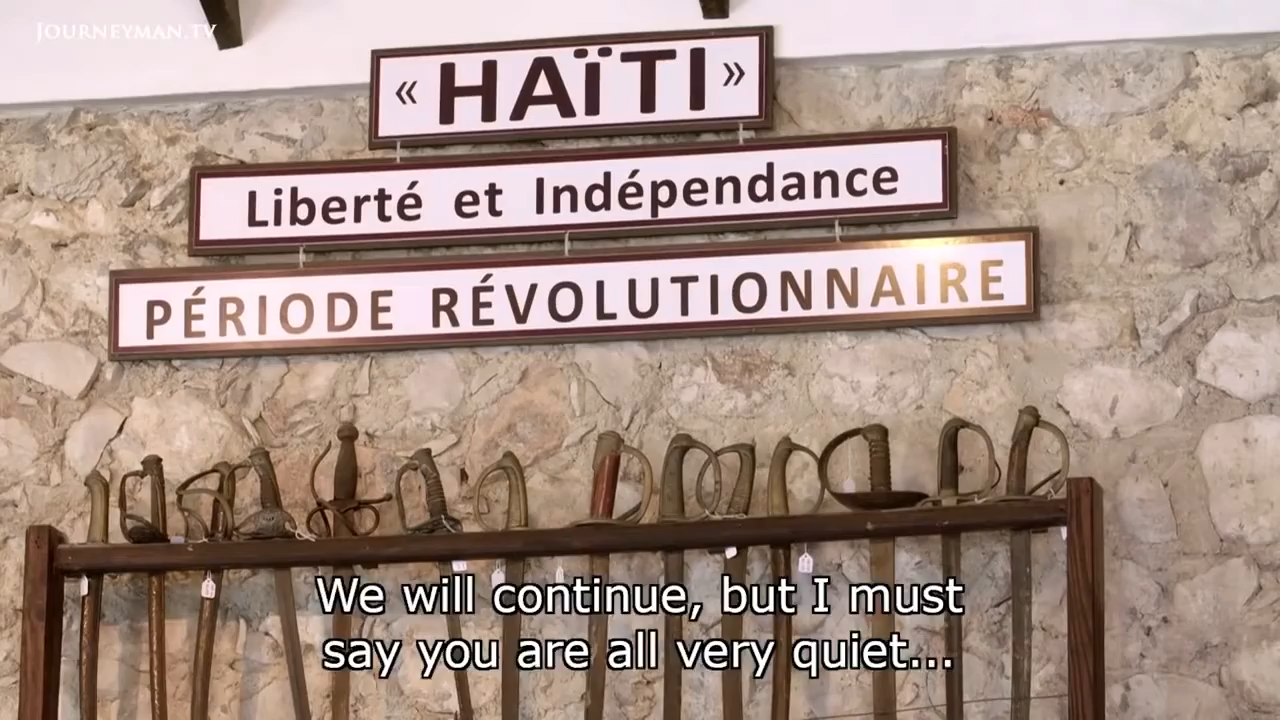 JOURNEYMAN.TV
« HAÏTI »
Liberté et Indépendance
PÉRIODE RÉVOLUTIONNAIRE
We will continue, but I must
say you are all very quiet...